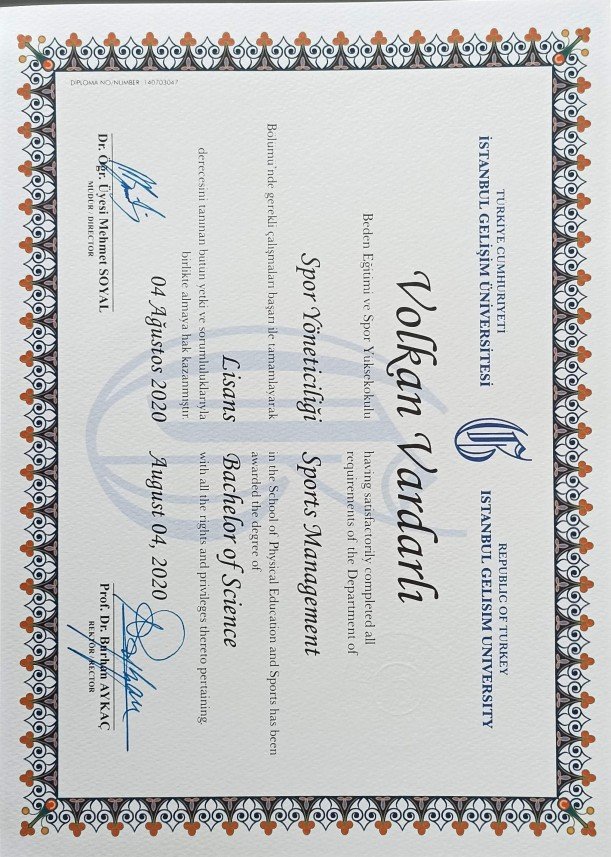 TÜRKİYE CUMHURİYETİ
İSTANBUL GELİŞİM ÜNİVERSİTESİ
REPUBLIC OF TURKEY
ISTANBUL GELISIM UNIVERSITY
Volkan Vardarlı
Beden Eğitimi ve Spor Yüksekokulu
Spor Yöneticiliği
Bölümü'nde gerekli çalışmaları başarı ile tamamlayarak
Lisans
derecesini tanınan bütün yetki ve sorumluluklarıyla
birlikte almaya hak kazanmıştır.
04 Ağustos 2020
having satisfactorily completed all
requirements of the Department of
Sports Management
in the School of Physical Education and Sports has been
awarded the degree of
Bachelor of Science
with all the rights and privileges thereto pertaining.
August 04, 2020
Dr. Öğr. Üyesi Mehmet SOYAL
MÜDÜR / DIRECTOR
Prof. Dr. Burhan AYKAÇ
REKTÖR / RECTOR
DİPLOMA NO/NUMBER 140703047